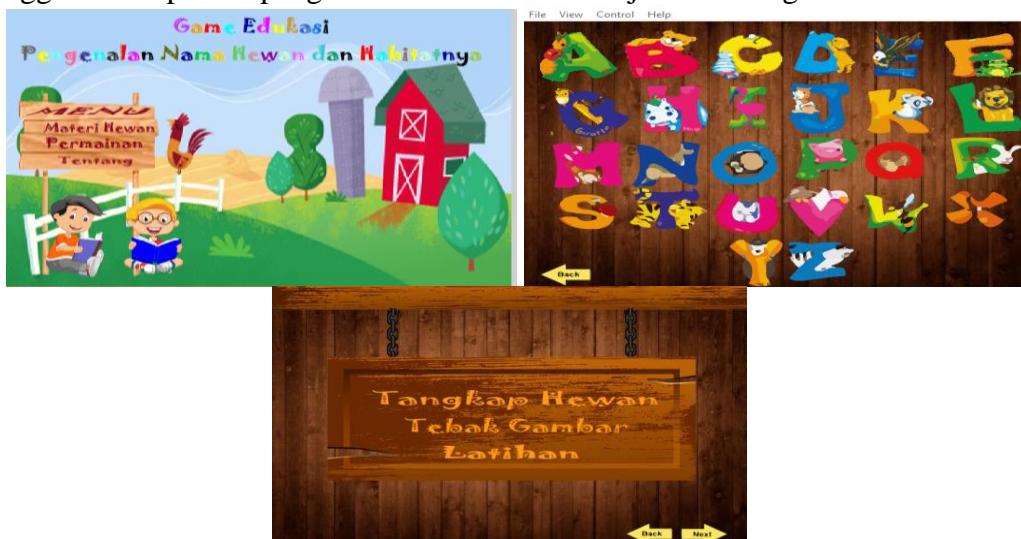 Game Edukasi
Pengenalan Nama Hewan dan Habitatnya
MENU
Materi Hewan
Permainan
Tentang
File View Control Help
A B C D E F
G H I J K L
Giraffe
M N O P Q R
S T U V W X
Y Z
Back
Tangkap Hewan
Tebak Gambar
Latihan
Back Next